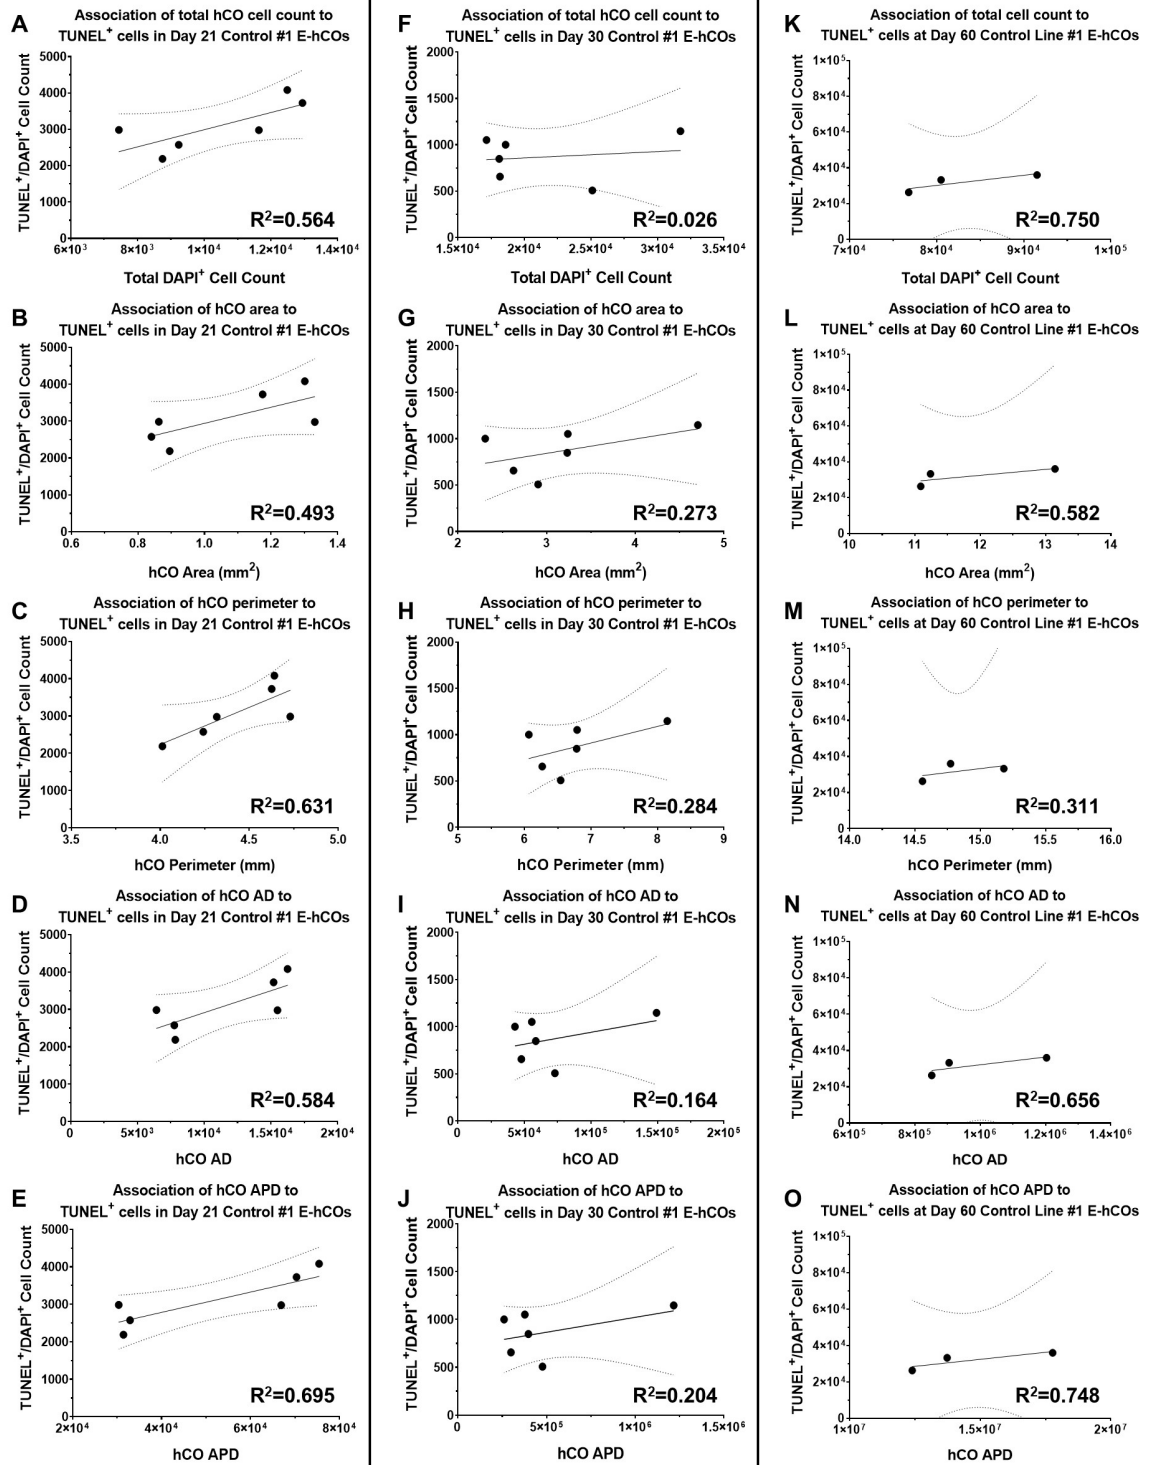 A
Association of total hCO cell count to
TUNEL⁺ cells in Day 21 Control #1 E-hCOs
TUNEL⁺/DAPI⁺ Cell Count
5000
4000
3000
2000
1000
0
R²=0.564
6×10³
8×10³
1×10⁴
1.2×10⁴
1.4×10⁴
Total DAPI⁺ Cell Count
B
Association of hCO area to
TUNEL⁺ cells in Day 21 Control #1 E-hCOs
TUNEL⁺/DAPI⁺ Cell Count
5000
4000
3000
2000
1000
0
R²=0.493
0.6
0.8
1.0
1.2
1.4
hCO Area (mm²)
C
Association of hCO perimeter to
TUNEL⁺ cells in Day 21 Control #1 E-hCOs
TUNEL⁺/DAPI⁺ Cell Count
5000
4000
3000
2000
1000
0
R²=0.631
3.5
4.0
4.5
5.0
hCO Perimeter (mm)
D
Association of hCO AD to
TUNEL⁺ cells in Day 21 Control #1 E-hCOs
TUNEL⁺/DAPI⁺ Cell Count
5000
4000
3000
2000
1000
0
R²=0.584
0
5×10³
1×10⁴
1.5×10⁴
2×10⁴
hCO AD
E
Association of hCO APD to
TUNEL⁺ cells in Day 21 Control #1 E-hCOs
TUNEL⁺/DAPI⁺ Cell Count
5000
4000
3000
2000
1000
0
R²=0.695
2×10⁴
4×10⁴
6×10⁴
8×10⁴
hCO APD
F
Association of total hCO cell count to
TUNEL⁺ cells in Day 30 Control #1 E-hCOs
TUNEL⁺/DAPI⁺ Cell Count
2000
1500
1000
500
0
R²=0.026
1.5×10⁴
2×10⁴
2.5×10⁴
3×10⁴
3.5×10⁴
Total DAPI⁺ Cell Count
G
Association of hCO area to
TUNEL⁺ cells in Day 30 Control #1 E-hCOs
TUNEL⁺/DAPI⁺ Cell Count
2000
1500
1000
500
0
R²=0.273
2
3
4
5
hCO Area (mm²)
H
Association of hCO perimeter to
TUNEL⁺ cells in Day 30 Control #1 E-hCOs
TUNEL⁺/DAPI⁺ Cell Count
2000
1500
1000
500
0
R²=0.284
5
6
7
8
9
hCO Perimeter (mm)
I
Association of hCO AD to
TUNEL⁺ cells in Day 30 Control #1 E-hCOs
TUNEL⁺/DAPI⁺ Cell Count
2000
1500
1000
500
0
R²=0.164
0
5×10⁴
1×10⁵
1.5×10⁵
2×10⁵
hCO AD
J
Association of hCO APD to
TUNEL⁺ cells in Day 30 Control #1 E-hCOs
TUNEL⁺/DAPI⁺ Cell Count
2000
1500
1000
500
0
R²=0.204
0
5×10⁵
1×10⁶
1.5×10⁶
hCO APD
K
Association of total cell count to
TUNEL⁺ cells at Day 60 Control Line #1 E-hCOs
TUNEL⁺/DAPI⁺ Cell Count
1×10⁵
8×10⁴
6×10⁴
4×10⁴
2×10⁴
0
R²=0.750
7×10⁴
8×10⁴
9×10⁴
1×10⁵
Total DAPI⁺ Cell Count
L
Association of hCO area to
TUNEL⁺ cells at Day 60 Control Line #1 E-hCOs
TUNEL⁺/DAPI⁺ Cell Count
1×10⁵
8×10⁴
6×10⁴
4×10⁴
2×10⁴
0
R²=0.582
10
11
12
13
14
hCO Area (mm²)
M
Association of hCO perimeter to
TUNEL⁺ cells at Day 60 Control Line #1 E-hCOs
TUNEL⁺/DAPI⁺ Cell Count
1×10⁵
8×10⁴
6×10⁴
4×10⁴
2×10⁴
0
R²=0.311
14.0
14.5
15.0
15.5
16.0
hCO Perimeter (mm)
N
Association of hCO AD to
TUNEL⁺ cells at Day 60 Control Line #1 E-hCOs
TUNEL⁺/DAPI⁺ Cell Count
1×10⁵
8×10⁴
6×10⁴
4×10⁴
2×10⁴
0
R²=0.656
6×10⁵
8×10⁵
1×10⁶
1.2×10⁶
1.4×10⁶
hCO AD
O
Association of hCO APD to
TUNEL⁺ cells at Day 60 Control Line #1 E-hCOs
TUNEL⁺/DAPI⁺ Cell Count
1×10⁵
8×10⁴
6×10⁴
4×10⁴
2×10⁴
0
R²=0.748
1×10⁷
1.5×10⁷
2×10⁷
hCO APD